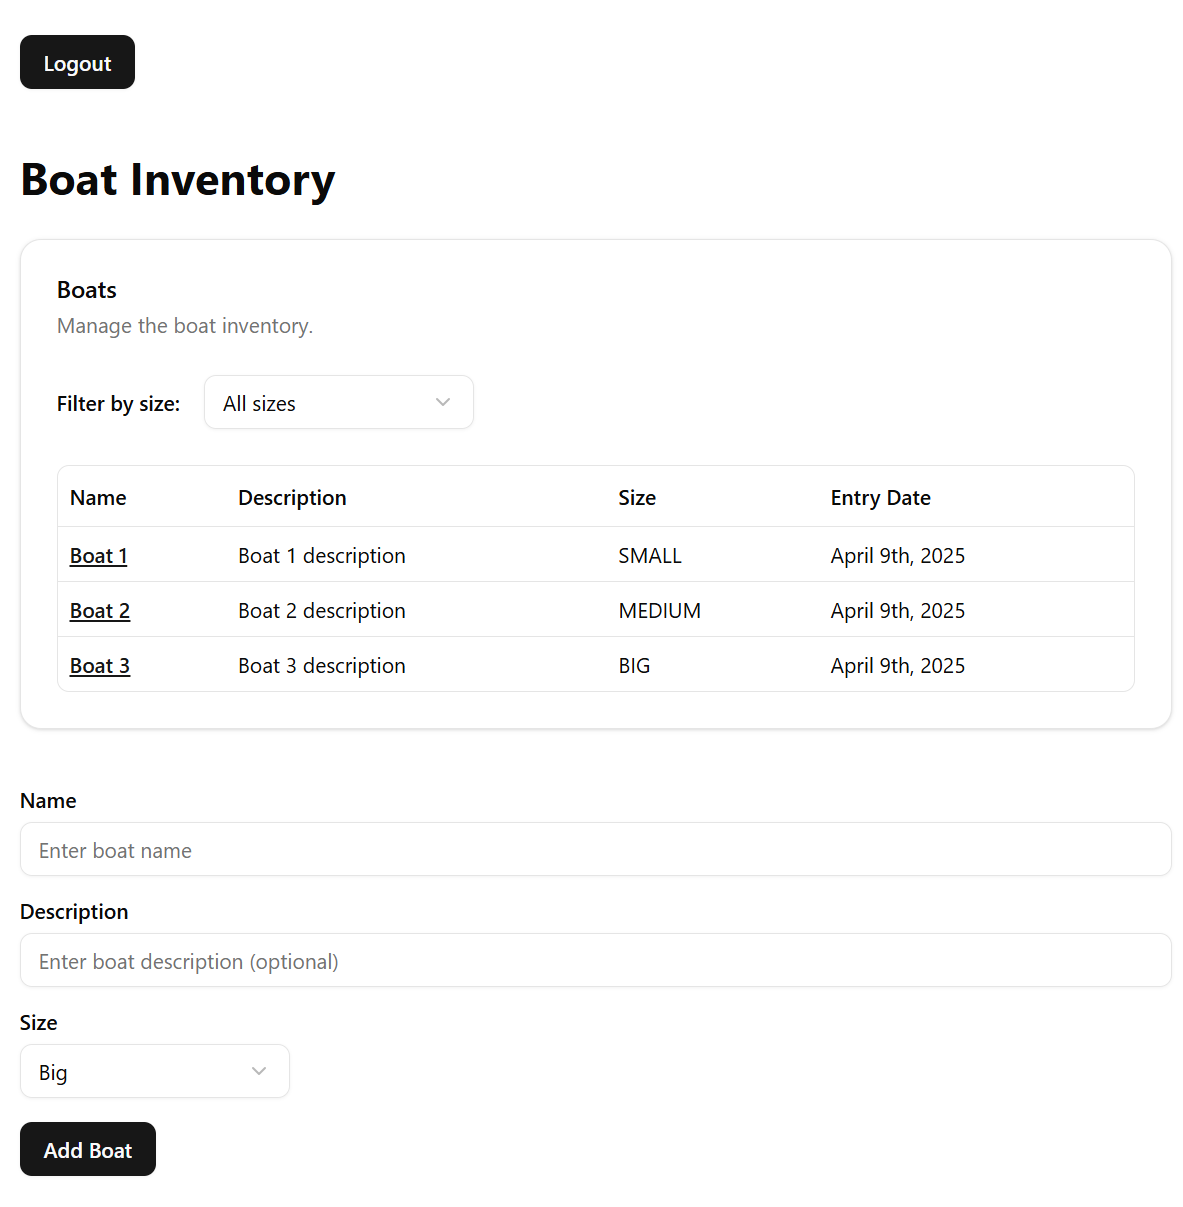 Logout
Boat Inventory
Boats
Manage the boat inventory.
Filter by size: All sizes
Name Description Size Entry Date
Boat 1 Boat 1 description SMALL April 9th, 2025
Boat 2 Boat 2 description MEDIUM April 9th, 2025
Boat 3 Boat 3 description BIG April 9th, 2025
Name
Enter boat name
Description
Enter boat description (optional)
Size
Big
Add Boat